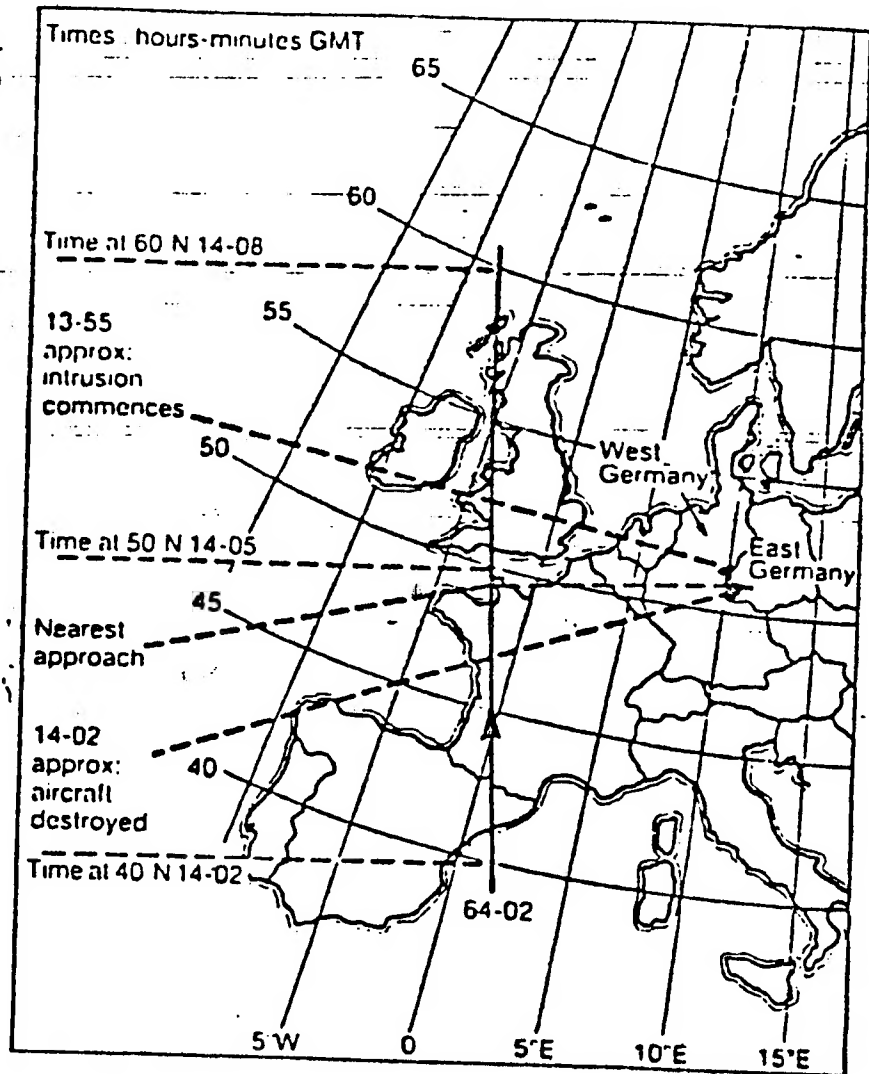 Times hours-minutes GMT
65
60
Time at 60 N 14-08
55
13-55
approx:
intrusion
commences
50
West
Germany
Time at 50 N 14-05
East
Germany
45
Nearest
approach
14-02
approx:
aircraft
destroyed
40
Time at 40 N 14-02
64-02
5°W
0
5°E
10°E
15°E